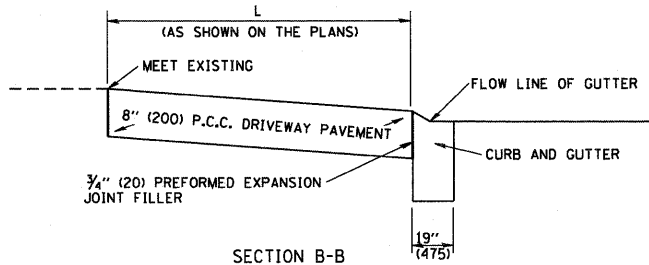 L
(AS SHOWN ON THE PLANS)
MEET EXISTING
FLOW LINE OF GUTTER
8" (200) P.C.C. DRIVEWAY PAVEMENT
CURB AND GUTTER
¾" (20) PREFORMED EXPANSION
JOINT FILLER
19"
(475)
SECTION B-B